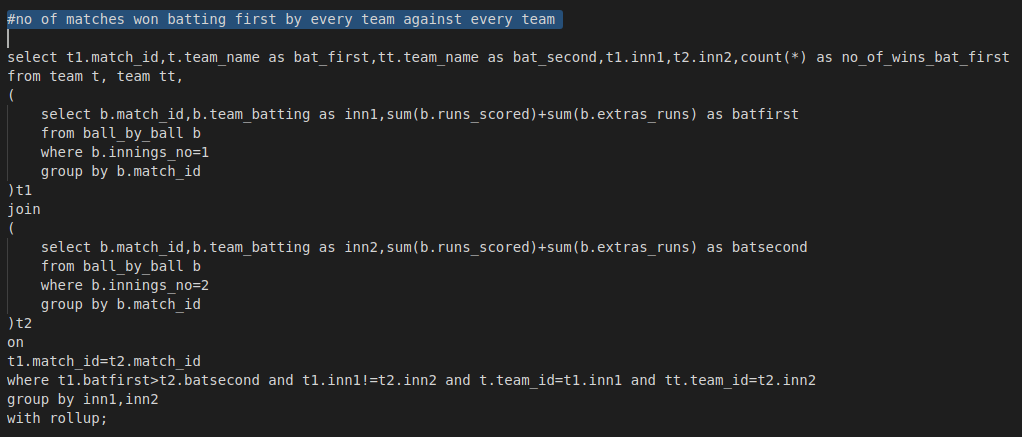 #no of matches won batting first by every team against every team
select t1.match_id,t.team_name as bat_first,tt.team_name as bat_second,t1.inn1,t2.inn2,count(*) as no_of_wins_bat_first
from team t, team tt,
(
    select b.match_id,b.team_batting as inn1,sum(b.runs_scored)+sum(b.extras_runs) as batfirst
    from ball_by_ball b
    where b.innings_no=1
    group by b.match_id
)t1
join
(
    select b.match_id,b.team_batting as inn2,sum(b.runs_scored)+sum(b.extras_runs) as batsecond
    from ball_by_ball b
    where b.innings_no=2
    group by b.match_id
)t2
on
t1.match_id=t2.match_id
where t1.batfirst>t2.batsecond and t1.inn1!=t2.inn2 and t.team_id=t1.inn1 and tt.team_id=t2.inn2
group by inn1,inn2
with rollup;